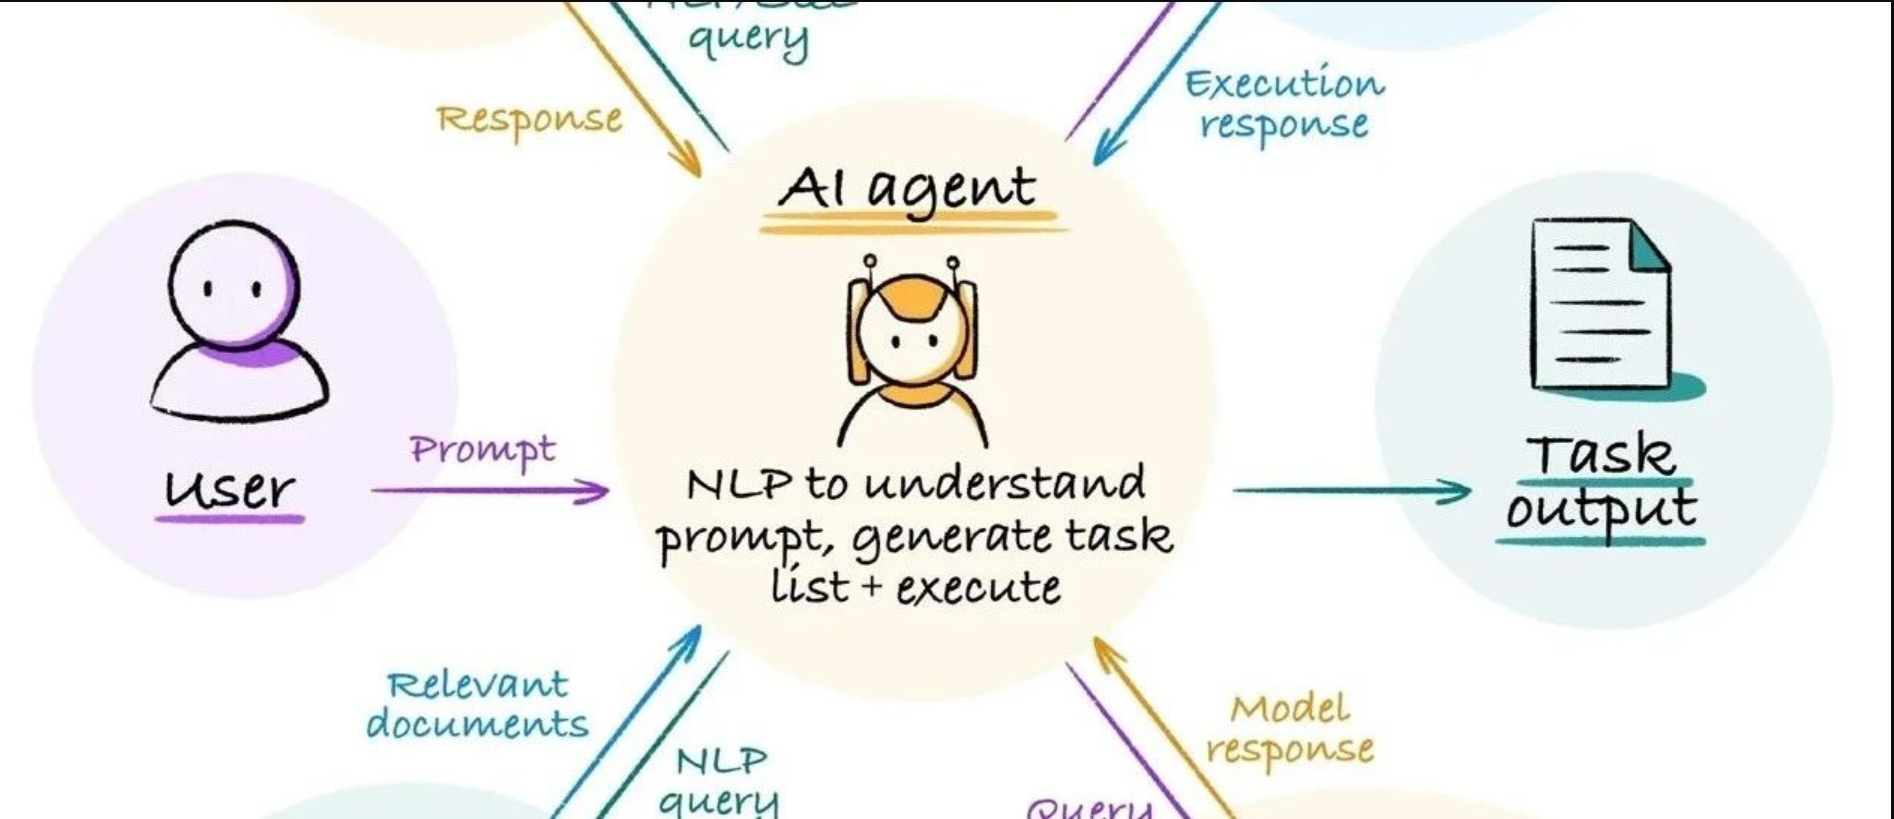 query
Response
Execution
response
AI agent
User
Prompt
NLP to understand
prompt, generate task
list + execute
Task
output
Relevant
documents
NLP
query
Model
response
Query